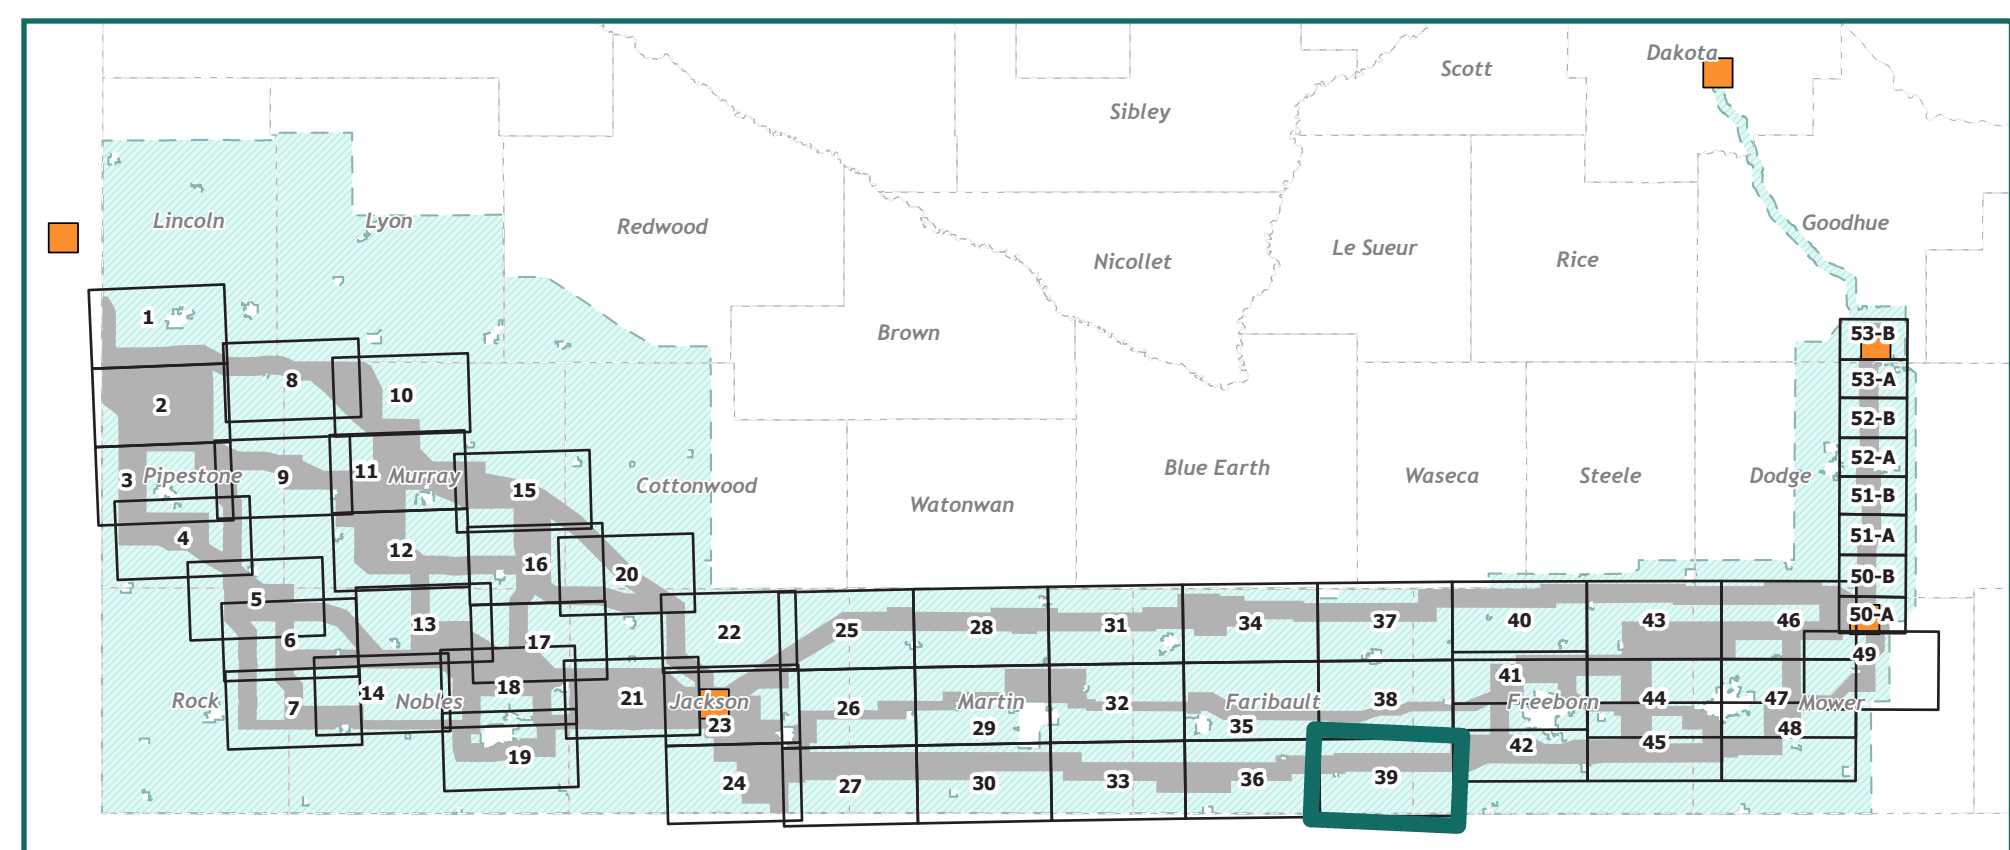 Dakota
Scott
Sibley
Lincoln
Lyon
Redwood
Goodhue
Le Sueur
Rice
Nicollet
1
Brown
53-B
8
53-A
10
2
52-B
52-A
Blue Earth
11
Pipestone
9
Murray
Waseca
Steele
Dodge
3
15
Cottonwood
51-B
Watonwan
4
51-A
12
16
20
50-B
5
50-A
13
6
17
22
25
28
31
34
37
40
43
46
49
41
18
14
7
Rock
Nobles
21
Jackson
23
26
Martin
29
32
Faribault
35
38
Freeborn
44
47
Mower
48
19
42
45
24
27
30
33
36
39